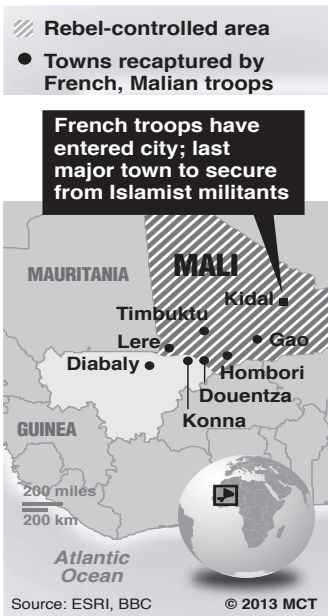 Rebel-controlled area
Towns recaptured by
French, Malian troops
French troops have
entered city; last
major town to secure
from Islamist militants
MALI
MAURITANIA
Kidal
Timbuktu
Lere
Gao
Diabaly
Hombori
Douentza
Konna
GUINEA
200 miles
200 km
Atlantic
Ocean
Source: ESRI, BBC
© 2013 MCT